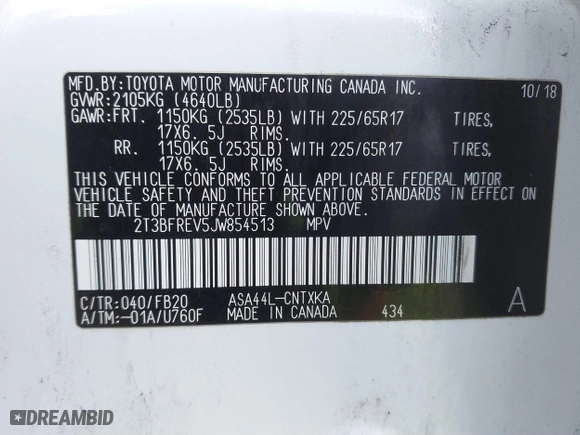 MFD.BY:TOYOTA MOTOR MANUFACTURING CANADA INC. 10/18
GVWR:2105KG (4640LB)
GAWR:FRT. 1150KG (2535LB) WITH 225/65R17 TIRES,
17X6. 5J RIMS.
RR. 1150KG (2535LB) WITH 225/65R17 TIRES,
17X6. 5J RIMS.
THIS VEHICLE CONFORMS TO ALL APPLICABLE FEDERAL MOTOR
VEHICLE SAFETY AND THEFT PREVENTION STANDARDS IN EFFECT ON
THE DATE OF MANUFACTURE SHOWN ABOVE.
2T3BFREV5JW854513 MPV
C/TR:040/FB20 ASA44L-CNTXKA A
A/TM:-01A/U760F MADE IN CANADA 434
DREAMBID